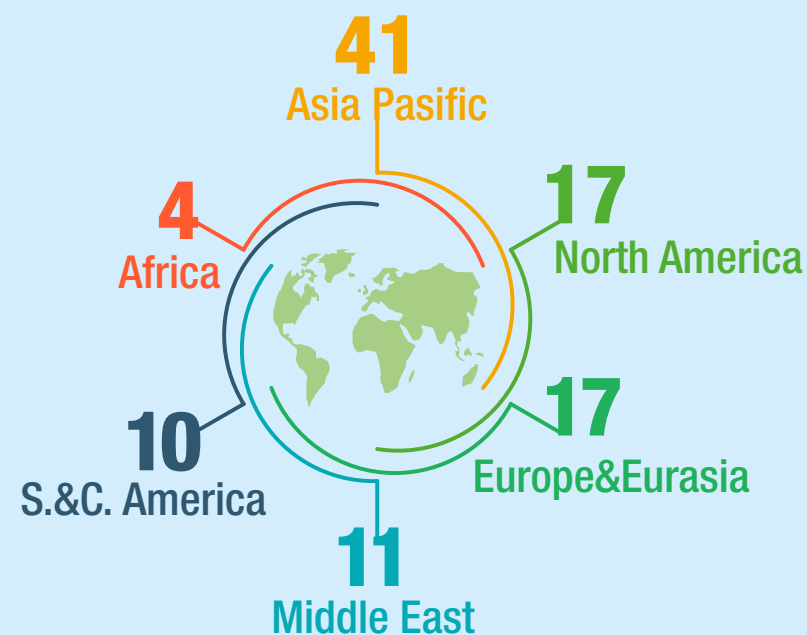 41
Asia Pasific
17
North America
17
Europe&Eurasia
11
Middle East
10
S.&C. America
4
Africa